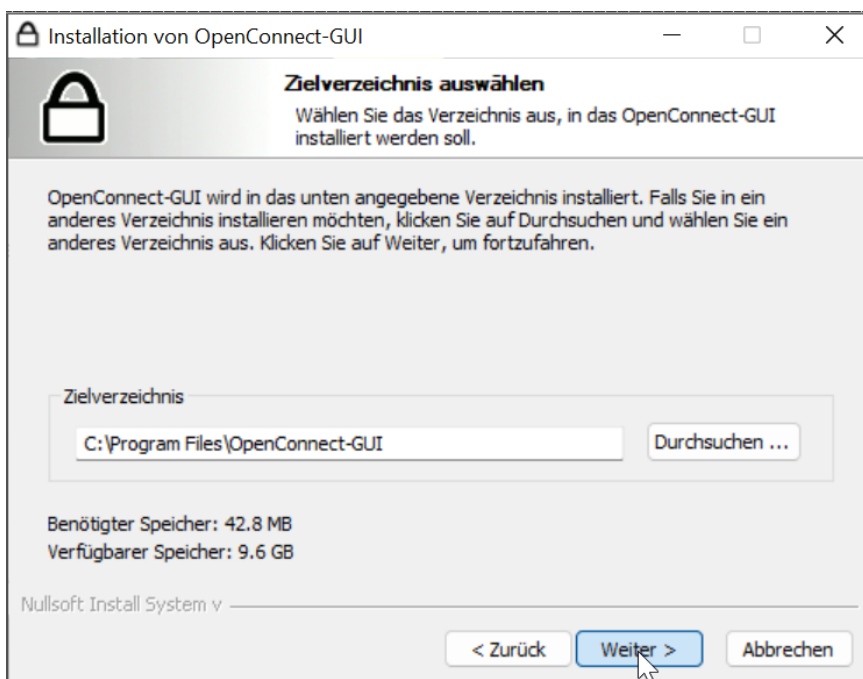 Installation von OpenConnect-GUI
Zielverzeichnis auswählen
Wählen Sie das Verzeichnis aus, in das OpenConnect-GUI
installiert werden soll.
OpenConnect-GUI wird in das unten angegebene Verzeichnis installiert. Falls Sie in ein
anderes Verzeichnis installieren möchten, klicken Sie auf Durchsuchen und wählen Sie ein
anderes Verzeichnis aus. Klicken Sie auf Weiter, um fortzufahren.
Zielverzeichnis
C:\Program Files\OpenConnect-GUI
Durchsuchen ...
Benötigter Speicher: 42.8 MB
Verfügbarer Speicher: 9.6 GB
Nullsoft Install System v
< Zurück
Weiter >
Abbrechen